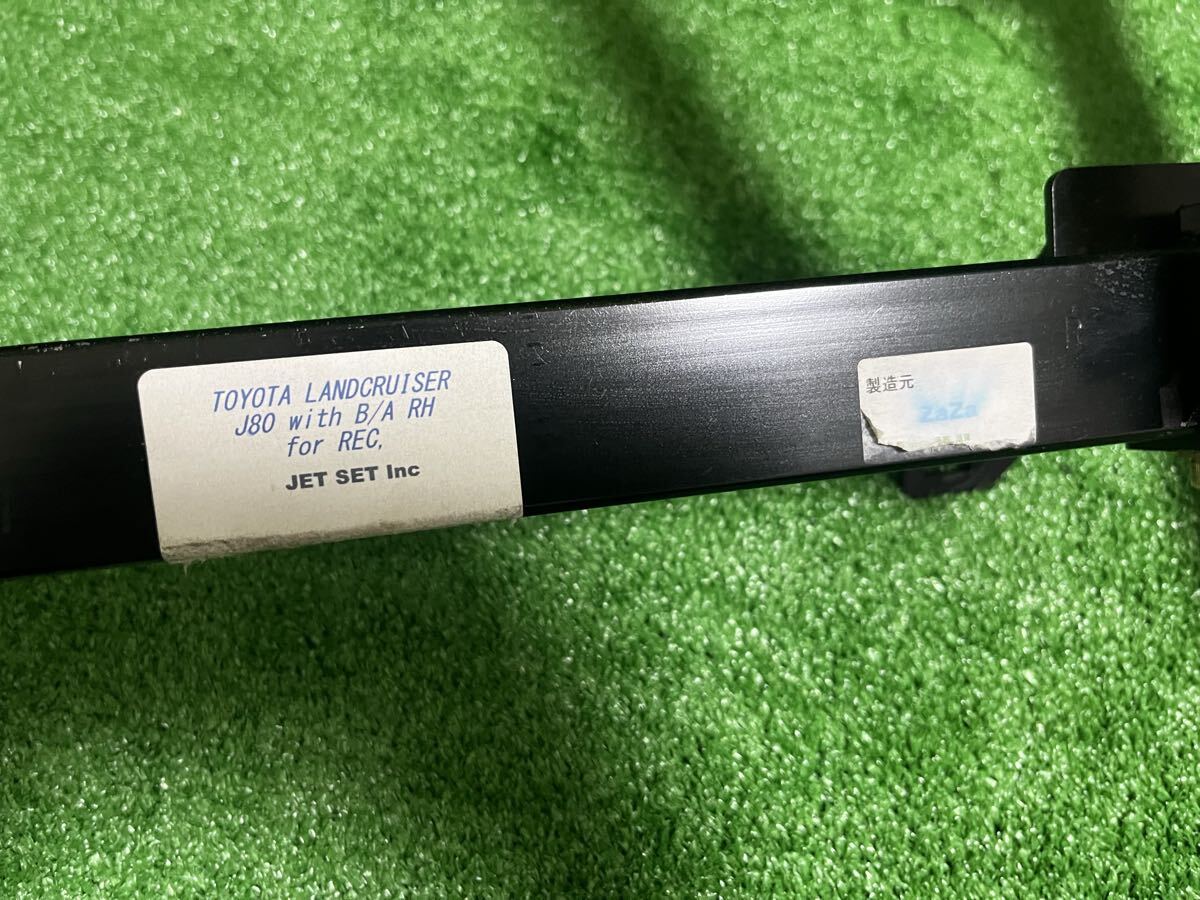 TOYOTA LANDCRUISER
J80 with B/A RH
for REC,
JET SET Inc
製造元
ZaZa